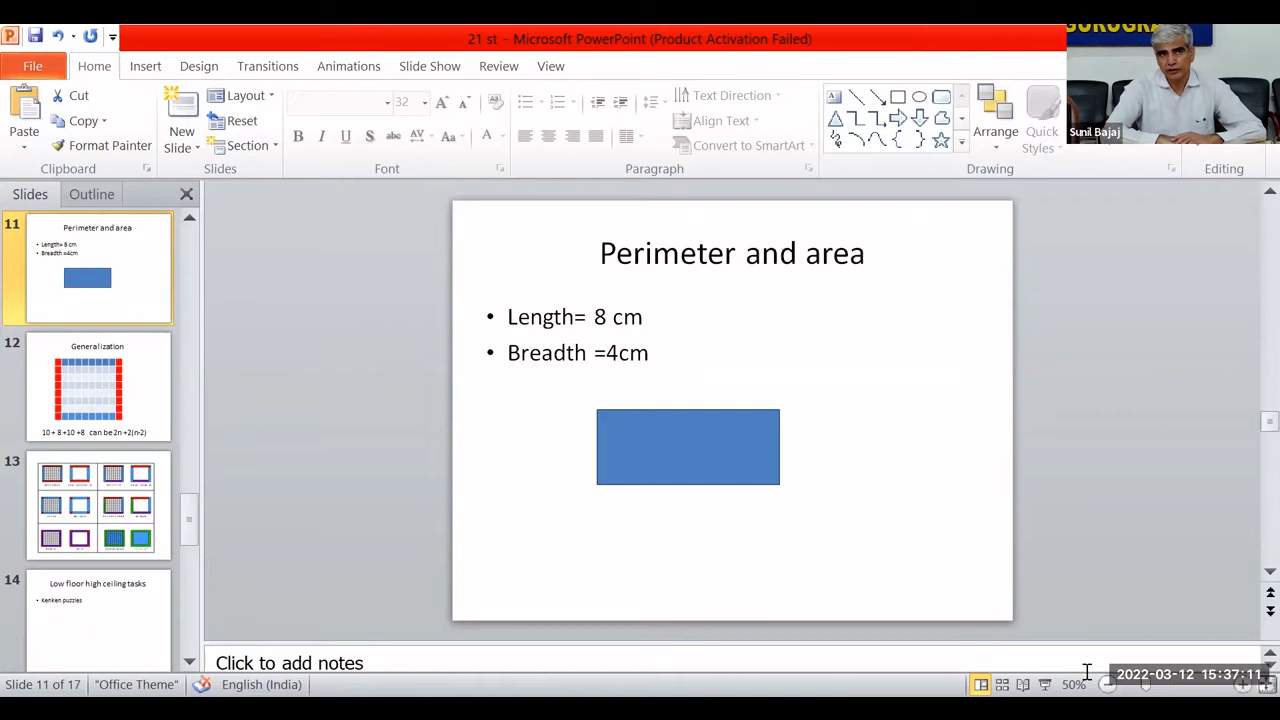 21 st - Microsoft PowerPoint (Product Activation Failed)
File Home Insert Design Transitions Animations Slide Show Review View
Paste
Cut
Copy
Format Painter
Clipboard
New Slide
Layout
Reset
Section
Slides
32
Font
Text Direction
Align Text
Convert to SmartArt
Paragraph
Arrange
Quick Styles
Drawing
Editing
Sunil Bajaj
Slides Outline
11
Perimeter and area
• Length= 8 cm
• Breadth =4cm
12
Generalization
10 + 8 +10 +8 can be 2n +2(n-2)
13
14
Low floor high ceiling tasks
• Kenken puzzles
Perimeter and area
• Length= 8 cm
• Breadth =4cm
Click to add notes
Slide 11 of 17 "Office Theme" English (India) 50%
2022-03-12 15:37:11